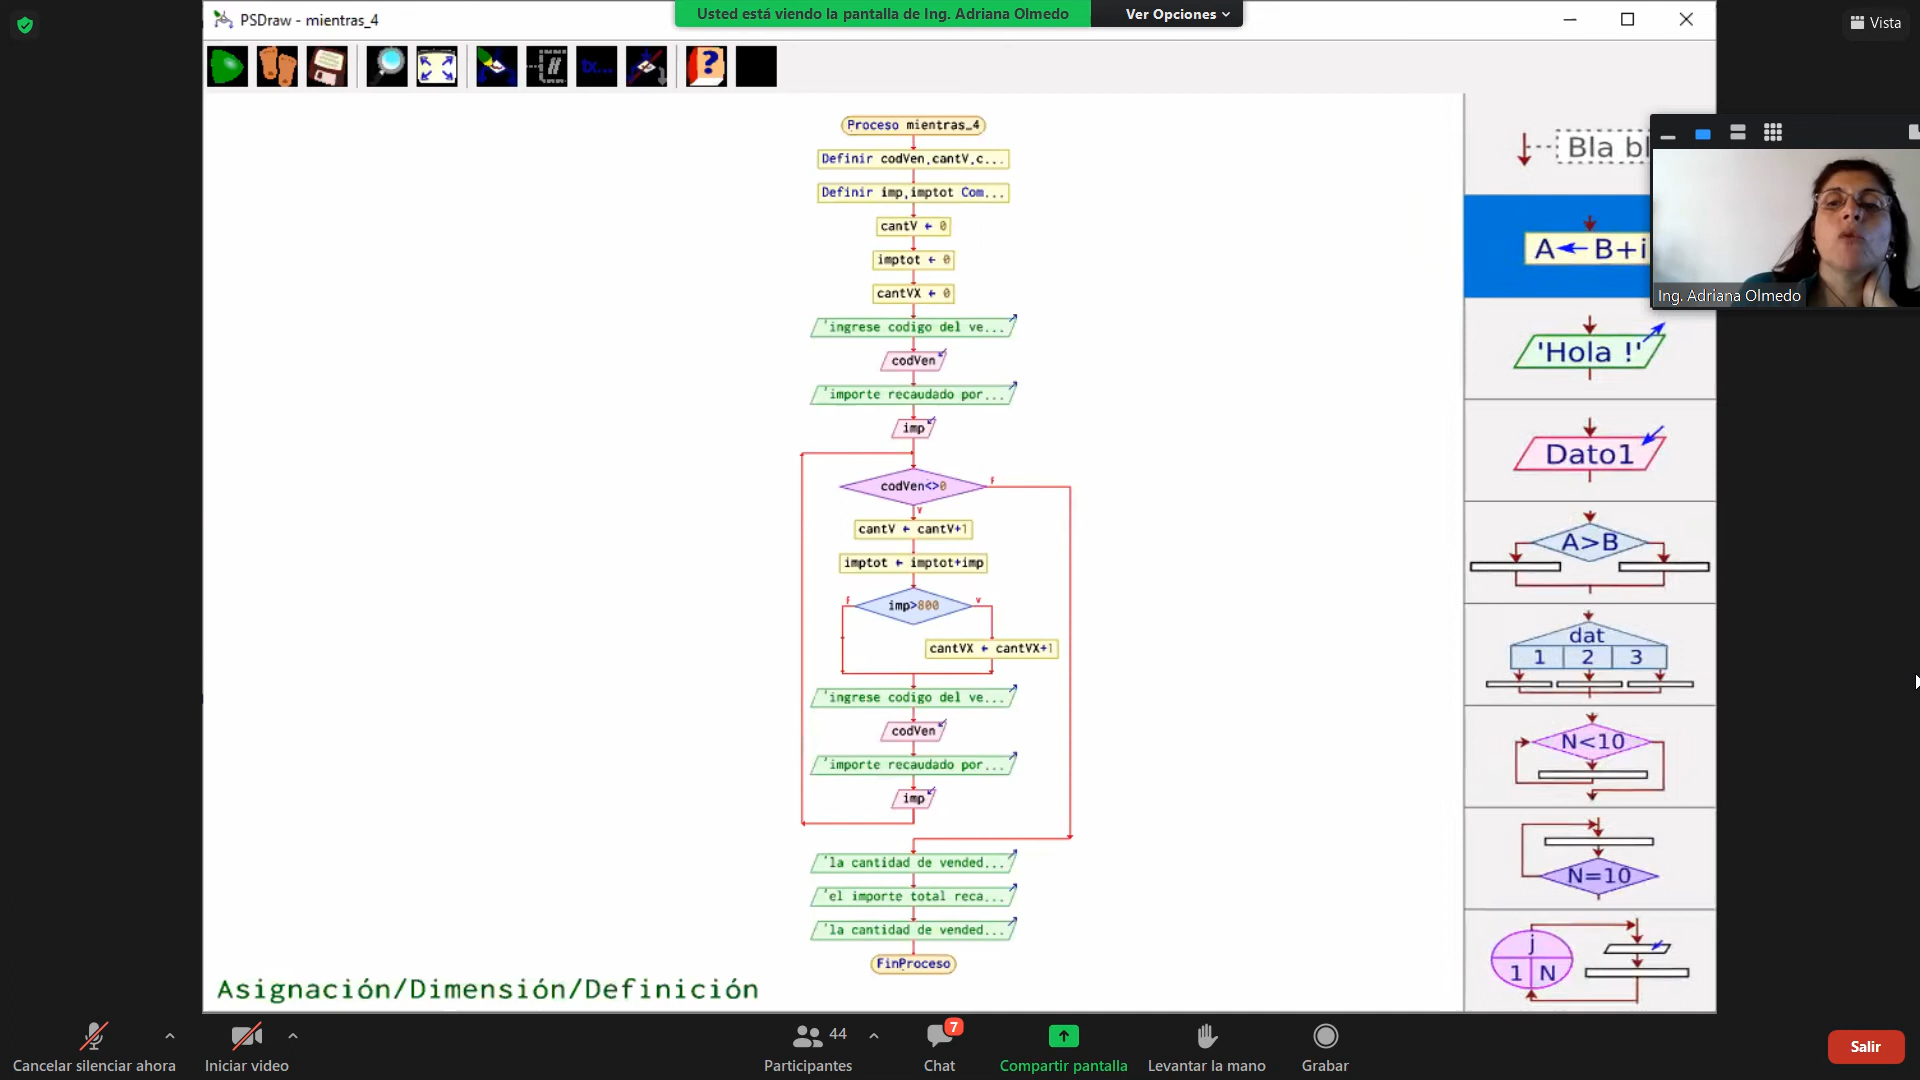 PSDraw - mientras_4
Usted está viendo la pantalla de Ing. Adriana Olmedo
Ver Opciones
Vista
Proceso mientras_4
Definir codVen,cantV,c...
Definir imp,imptot Com...
cantV ← 0
imptot ← 0
cantVX ← 0
'ingrese codigo del ve...
codVen
'importe recaudado por...
imp
codVen<>0
F
V
cantV ← cantV+1
imptot ← imptot+imp
imp>800
F
V
cantVX ← cantVX+1
'ingrese codigo del ve...
codVen
'importe recaudado por...
imp
'la cantidad de vended...
'el importe total reca...
'la cantidad de vended...
FinProceso
Asignación/Dimensión/Definición
Bla bl
A← B+i
'Hola !'
Dato1
A>B
dat
1 2 3
N<10
N=10
j
1 N
Ing. Adriana Olmedo
Cancelar silenciar ahora
Iniciar video
44
Participantes
7
Chat
Compartir pantalla
Levantar la mano
Grabar
Salir